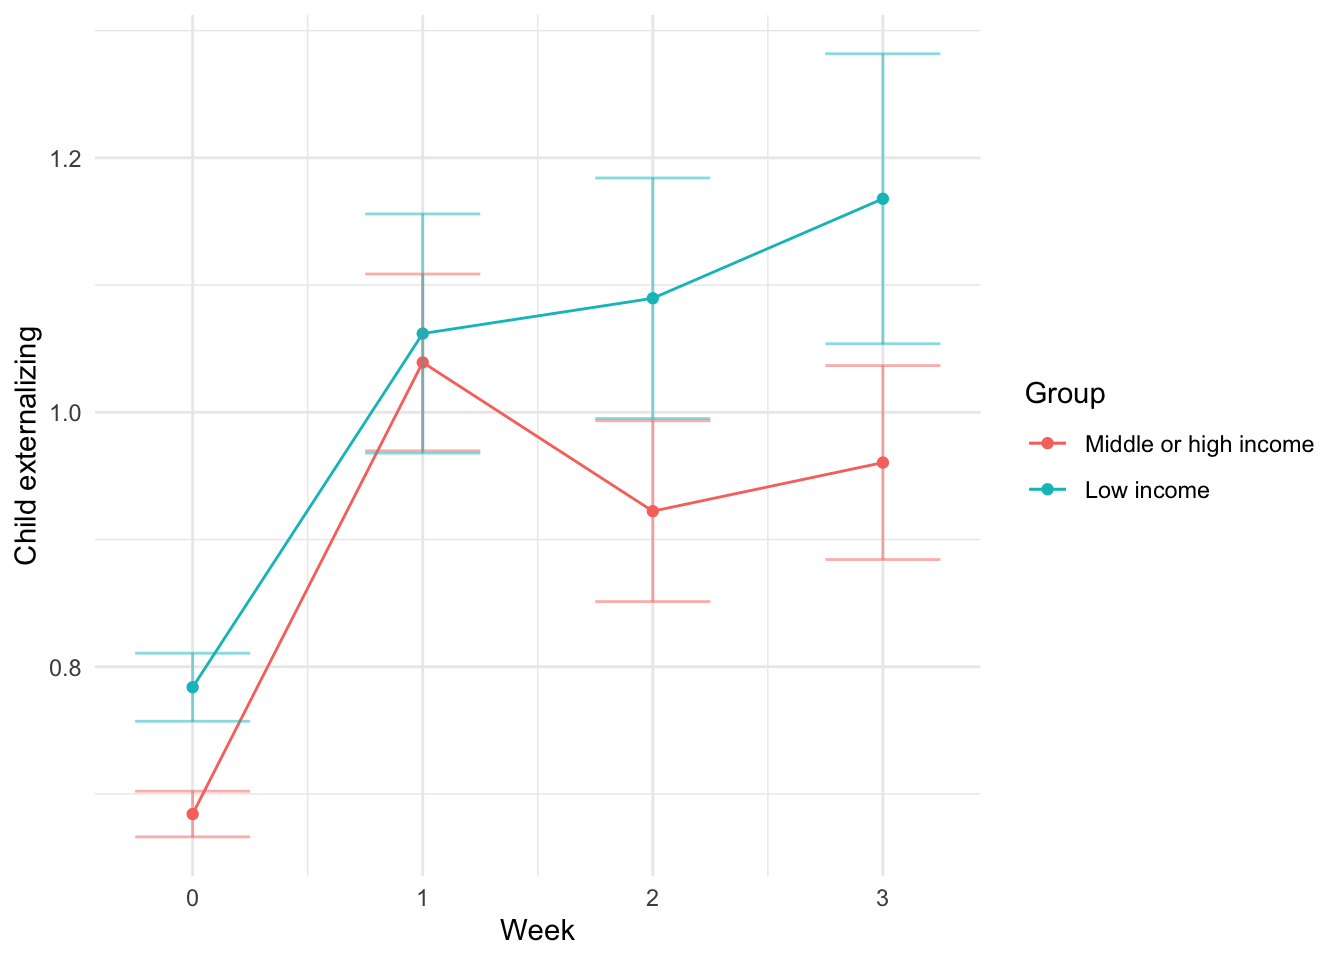 1.2
1.0
0.8
Child externalizing
0
1
2
3
Week
Group
Middle or high income
Low income